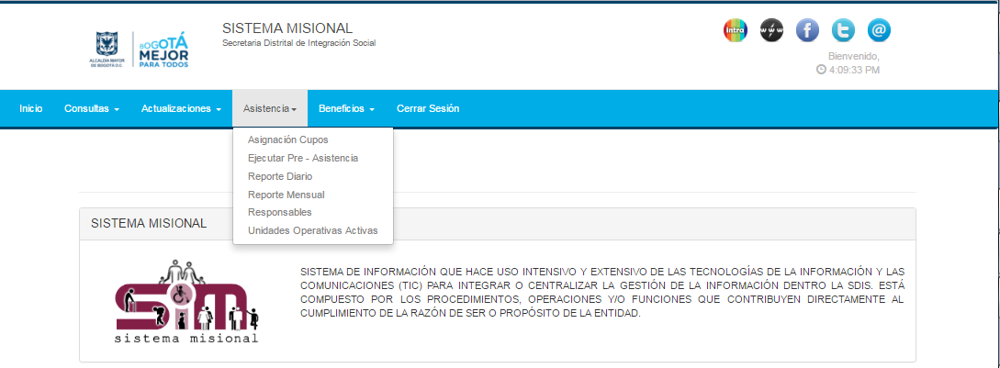 SISTEMA MISIONAL
Secretaria Distrital de Integración Social
ALCALDIA MAYOR
DE BOGOTÁ D.C.
BOGOTÁ
MEJOR
PARA TODOS
intra
www
f
t
@
Bienvenido,
4:09:33 PM
Inicio
Consultas
Actualizaciones
Asistencia
Beneficios
Cerrar Sesión
Asignación Cupos
Ejecutar Pre - Asistencia
Reporte Diario
Reporte Mensual
Responsables
Unidades Operativas Activas
SISTEMA MISIONAL
SiM
sistema misional
SISTEMA DE INFORMACIÓN QUE HACE USO INTENSIVO Y EXTENSIVO DE LAS TECNOLOGÍAS DE LA INFORMACIÓN Y LAS
COMUNICACIONES (TIC) PARA INTEGRAR O CENTRALIZAR LA GESTIÓN DE LA INFORMACIÓN DENTRO LA SDIS. ESTÁ
COMPUESTO POR LOS PROCEDIMIENTOS, OPERACIONES Y/O FUNCIONES QUE CONTRIBUYEN DIRECTAMENTE AL
CUMPLIMIENTO DE LA RAZÓN DE SER O PROPÓSITO DE LA ENTIDAD.